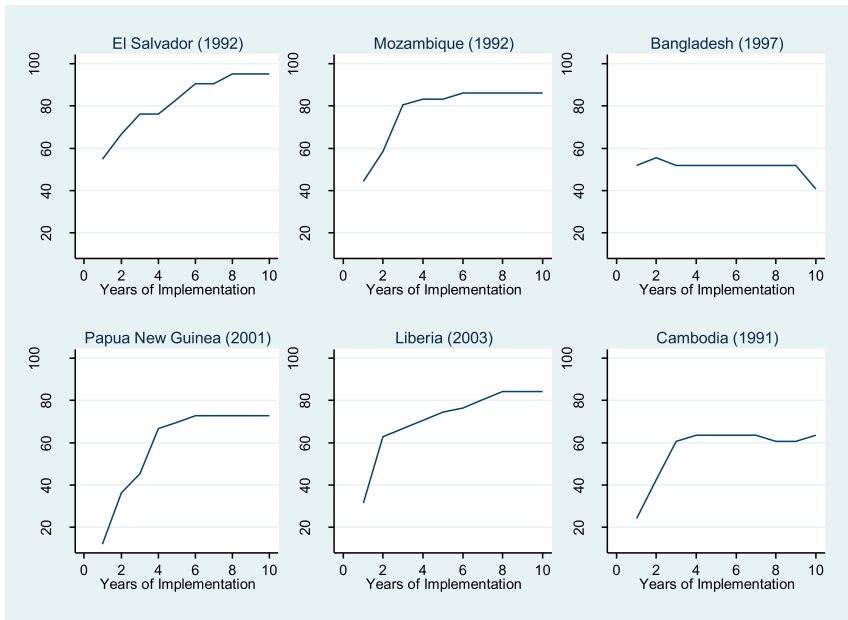 El Salvador (1992)
Mozambique (1992)
Bangladesh (1997)
100
80
60
40
20
0 2 4 6 8 10
Years of Implementation
100
80
60
40
20
0 2 4 6 8 10
Years of Implementation
100
80
60
40
20
0 2 4 6 8 10
Years of Implementation
Papua New Guinea (2001)
Liberia (2003)
Cambodia (1991)
100
80
60
40
20
0 2 4 6 8 10
Years of Implementation
100
80
60
40
20
0 2 4 6 8 10
Years of Implementation
100
80
60
40
20
0 2 4 6 8 10
Years of Implementation